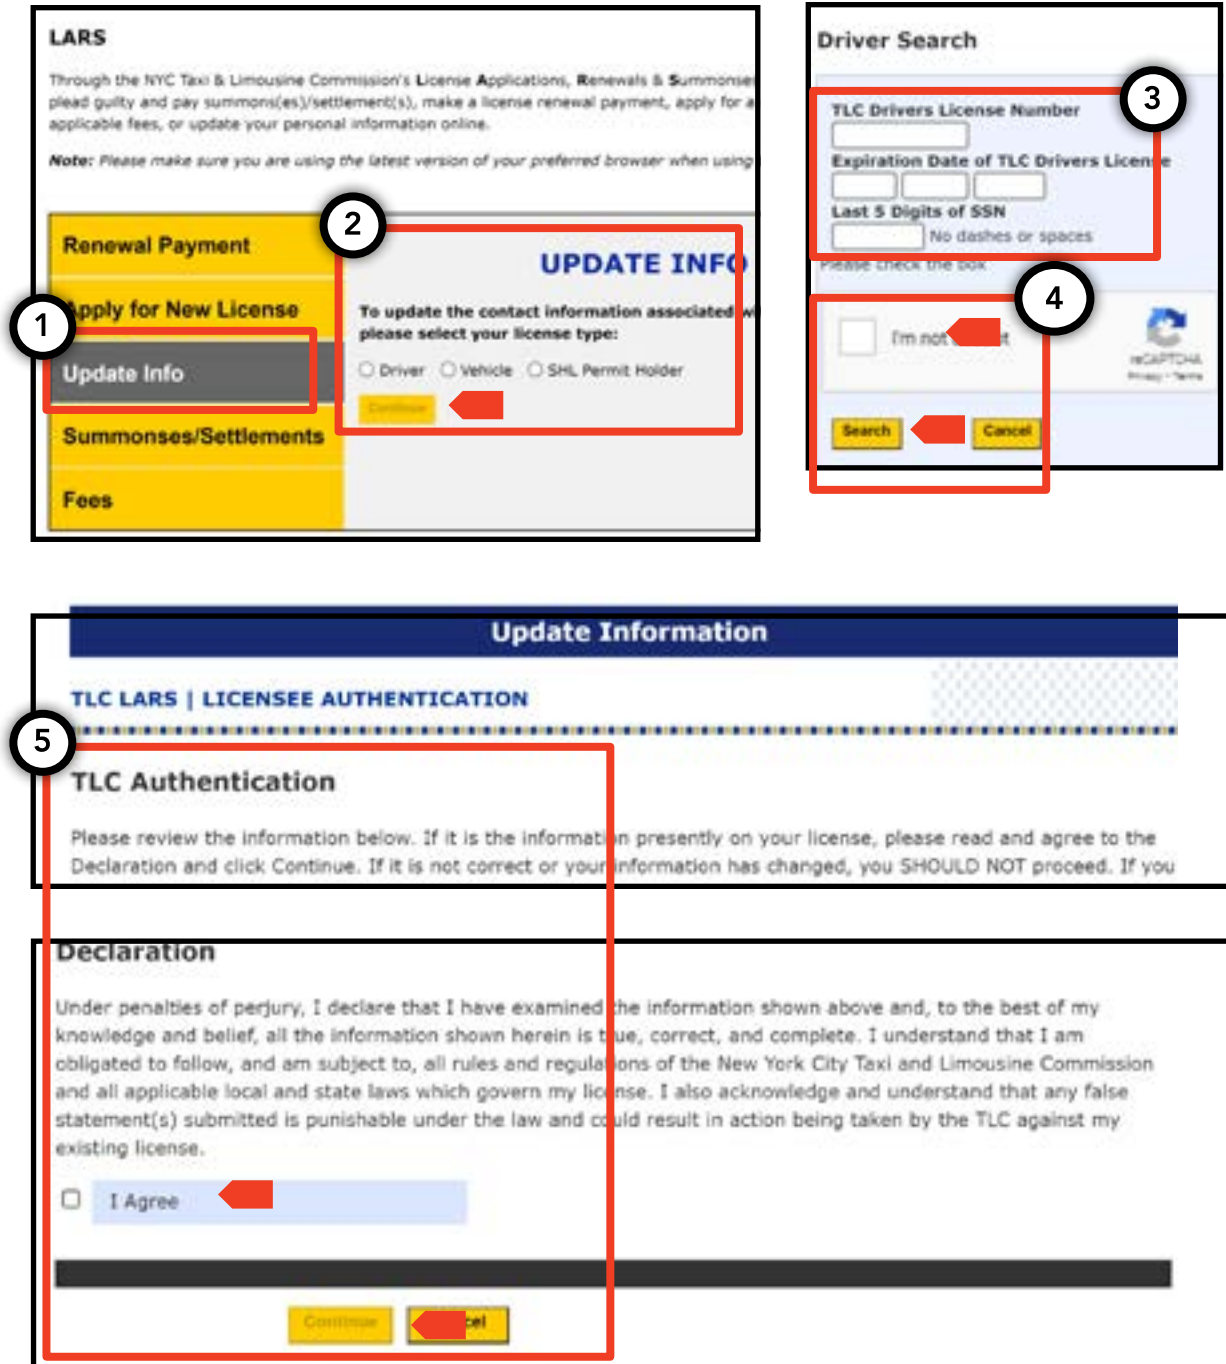 LARS
Through the NYC Taxi & Limousine Commission's License Applications, Renewals & Summonses
plead guilty and pay summons(es)/settlement(s), make a license renewal payment, apply for a
applicable fees, or update your personal information online.
Note: Please make sure you are using the latest version of your preferred browser when using
1
Renewal Payment
Apply for New License
Update Info
Summonses/Settlements
Fees
2
UPDATE INFO
To update the contact information associated wi
please select your license type:
Driver Vehicle SHL Permit Holder
Continue
Driver Search
3
TLC Drivers License Number
Expiration Date of TLC Drivers License
Last 5 Digits of SSN
No dashes or spaces
Please check the box
4
I'm not
reCAPTCHA
Privacy - Terms
Search Cancel
Update Information
TLC LARS | LICENSEE AUTHENTICATION
5
TLC Authentication
Please review the information below. If it is the information presently on your license, please read and agree to the
Declaration and click Continue. If it is not correct or your information has changed, you SHOULD NOT proceed. If you
Declaration
Under penalties of perjury, I declare that I have examined the information shown above and, to the best of my
knowledge and belief, all the information shown herein is true, correct, and complete. I understand that I am
obligated to follow, and am subject to, all rules and regulations of the New York City Taxi and Limousine Commission
and all applicable local and state laws which govern my license. I also acknowledge and understand that any false
statement(s) submitted is punishable under the law and could result in action being taken by the TLC against my
existing license.
I Agree
Continue cel